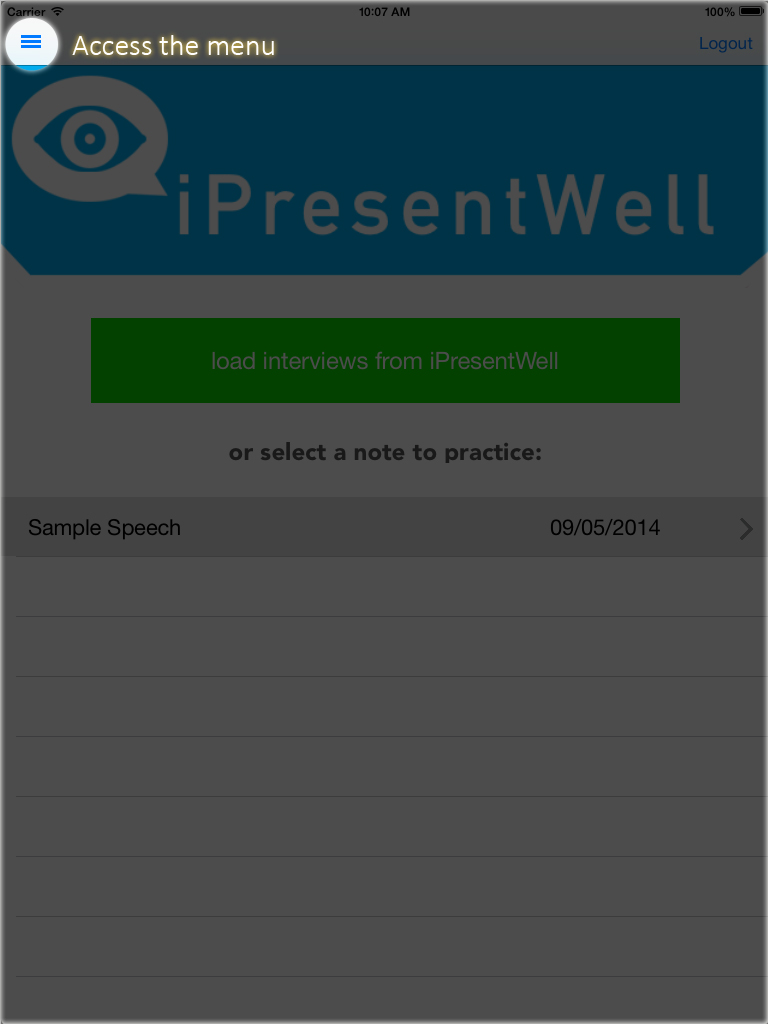 Carrier 10:07 AM 100%
Access the menu
Logout
iPresentWell
load interviews from iPresentWell
or select a note to practice:
Sample Speech 09/05/2014